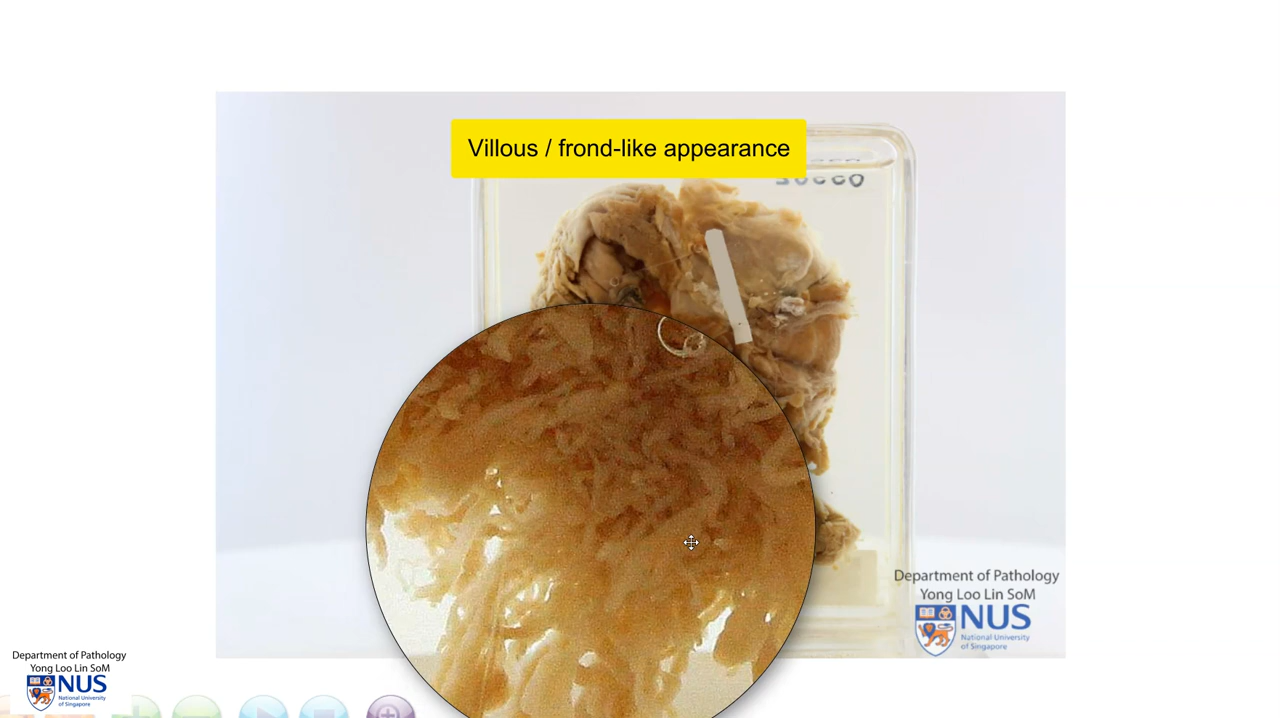 Villous / frond-like appearance
Department of Pathology
Yong Loo Lin SoM
NUS
National University
of Singapore
Department of Pathology
Yong Loo Lin SoM
NUS
National University
of Singapore